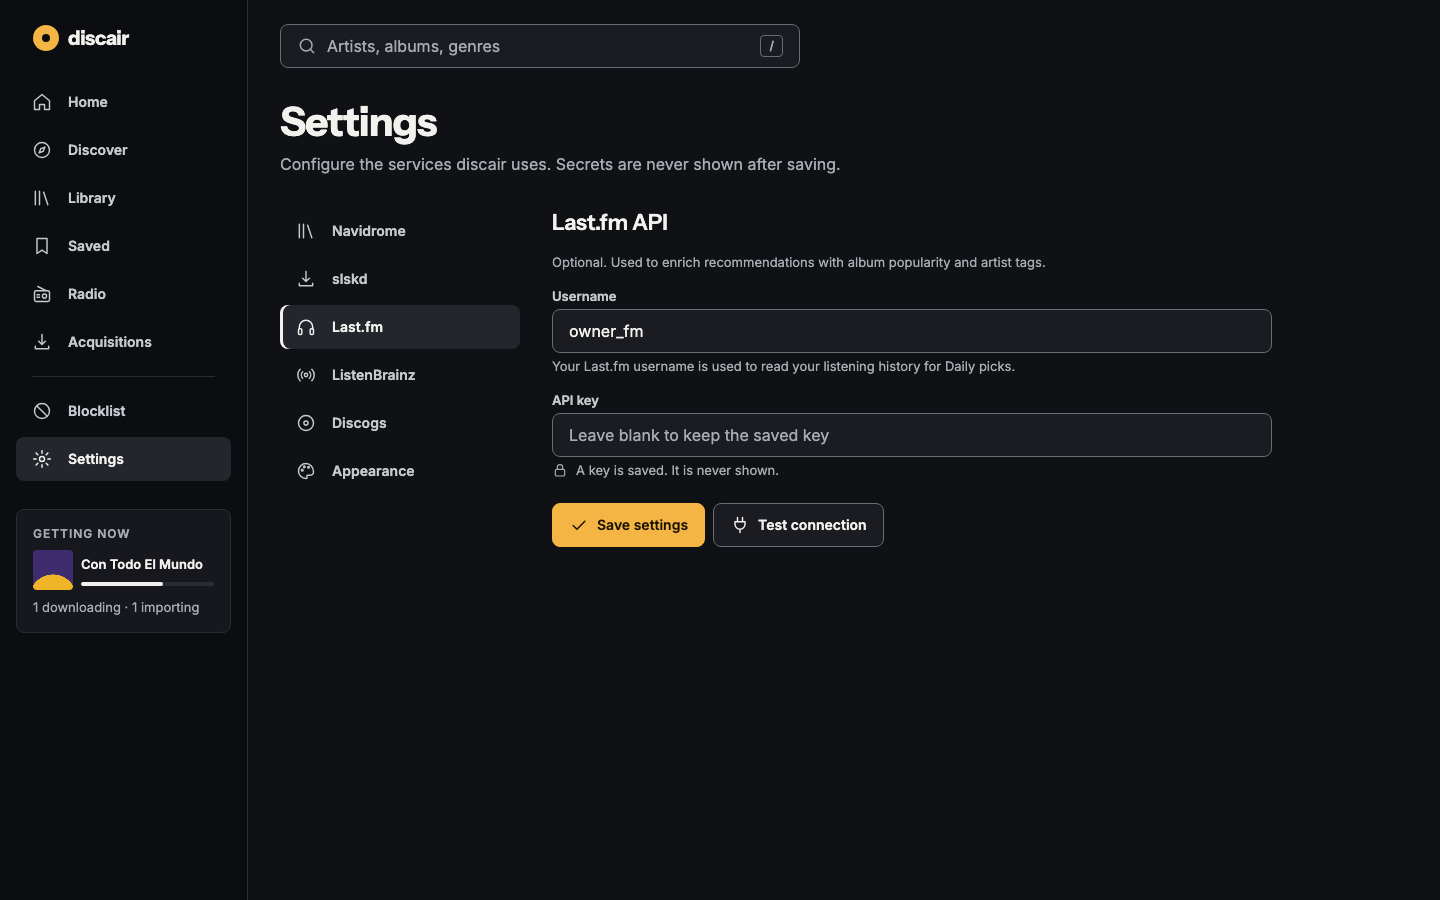 discair
Home
Discover
Library
Saved
Radio
Acquisitions
Blocklist
Settings
GETTING NOW
Con Todo El Mundo
1 downloading · 1 importing
Artists, albums, genres
/
Settings
Configure the services discair uses. Secrets are never shown after saving.
Navidrome
slskd
Last.fm
ListenBrainz
Discogs
Appearance
Last.fm API
Optional. Used to enrich recommendations with album popularity and artist tags.
Username
owner_fm
Your Last.fm username is used to read your listening history for Daily picks.
API key
Leave blank to keep the saved key
A key is saved. It is never shown.
Save settings
Test connection